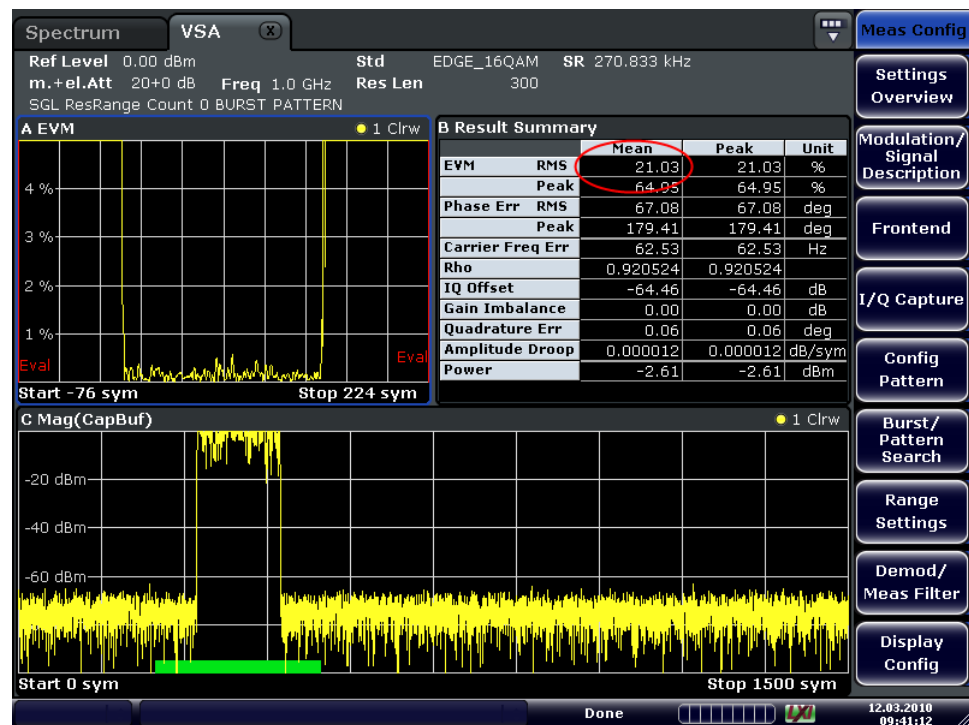 Spectrum VSA X
Ref Level 0.00 dBm Std EDGE_16QAM SR 270.833 kHz
m.+el.Att 20+0 dB Freq 1.0 GHz Res Len 300
SGL ResRange Count 0 BURST PATTERN
A EVM 1 Clrw
4 %
3 %
2 %
1 %
Eval Eval
Start -76 sym Stop 224 sym
B Result Summary
Mean Peak Unit
EVM RMS 21.03 21.03 %
Peak 64.95 64.95 %
Phase Err RMS 67.08 67.08 deg
Peak 179.41 179.41 deg
Carrier Freq Err 62.53 62.53 Hz
Rho 0.920524 0.920524
IQ Offset -64.46 -64.46 dB
Gain Imbalance 0.00 0.00 dB
Quadrature Err 0.06 0.06 deg
Amplitude Droop 0.000012 0.000012 dB/sym
Power -2.61 -2.61 dBm
C Mag(CapBuf) 1 Clrw
-20 dBm
-40 dBm
-60 dBm
Start 0 sym Stop 1500 sym
Meas Config
Settings
Overview
Modulation/
Signal
Description
Frontend
I/Q Capture
Config
Pattern
Burst/
Pattern
Search
Range
Settings
Demod/
Meas Filter
Display
Config
Done LXI 12.03.2010
09:41:12